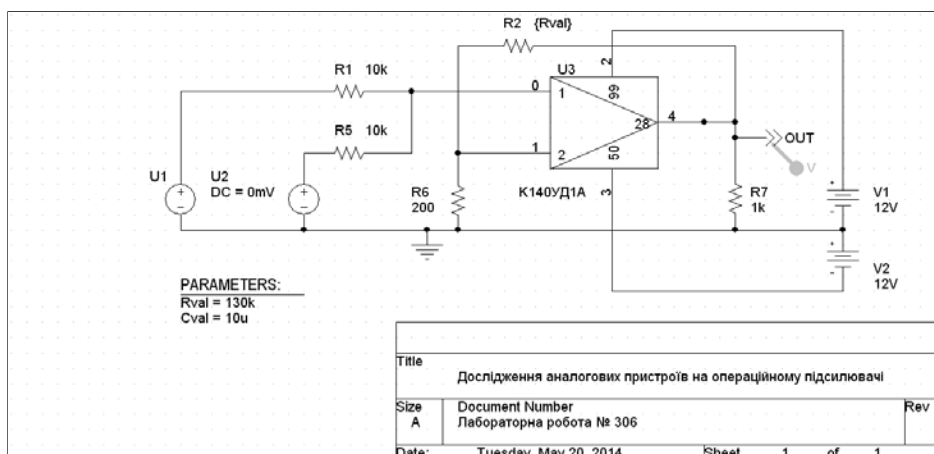 R2 {Rval}
R1 10k
U3
2
0
1
99
28
4
R5 10k
50
OUT
1
2
V
U1
U2
DC = 0mV
R6
200
К140УД1А
3
R7
1k
V1
12V
V2
12V
PARAMETERS:
Rval = 130k
Cval = 10u
Title
Дослідження аналогових пристроїв на операційному підсилювачі
Size
A
Document Number
Лабораторна робота № 306
Rev
Date: Tuesday, May 20, 2014 Sheet 1 of 1